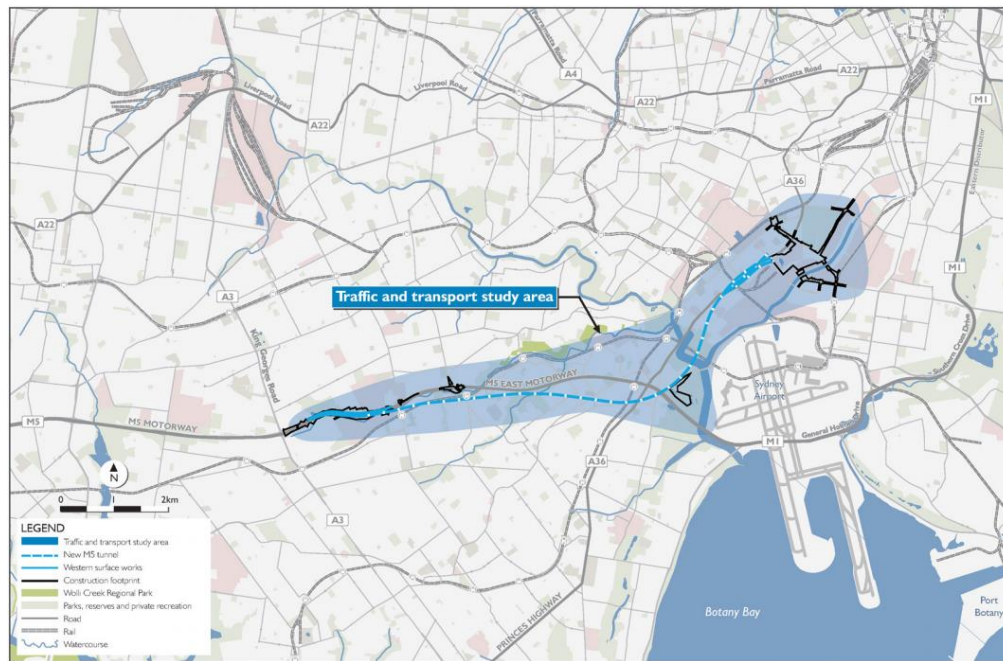 Parramatta Road
A4
A22
Parramatta Road
Liverpool Road
Liverpool Road
A22
A22
M1
Eastern Distributor
A36
A22
A3
M1
Traffic and transport study area
King Georges Road
Southern Cross Drive
M5 EAST MOTORWAY
Sydney
Airport
M5
M5 MOTORWAY
M1
General Holmes Drive
A36
N
0 1 2km
A3
LEGEND
Traffic and transport study area
New M5 tunnel
Western surface works
Construction footprint
Wolli Creek Regional Park
Parks, reserves and private recreation
Road
Rail
Watercourse
PRINCES HIGHWAY
Botany Bay
Port
Botany